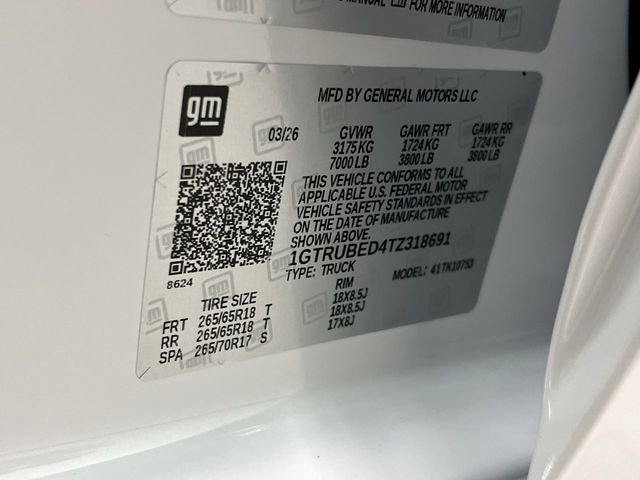 MANUAL FOR MORE INFORMATION
gm
MFD BY GENERAL MOTORS LLC
03/26 GVWR GAWR FRT GAWR RR
3175 KG 1724 KG 1724 KG
7000 LB 3800 LB 3800 LB
THIS VEHICLE CONFORMS TO ALL
APPLICABLE U.S. FEDERAL MOTOR
VEHICLE SAFETY STANDARDS IN EFFECT
ON THE DATE OF MANUFACTURE
SHOWN ABOVE.
1GTRUBED4TZ318691
TYPE: TRUCK MODEL: 41TK10753
8624
TIRE SIZE RIM
FRT 265/65R18 T 18X8.5J
RR 265/65R18 T 18X8.5J
SPA 265/70R17 S 17X8J